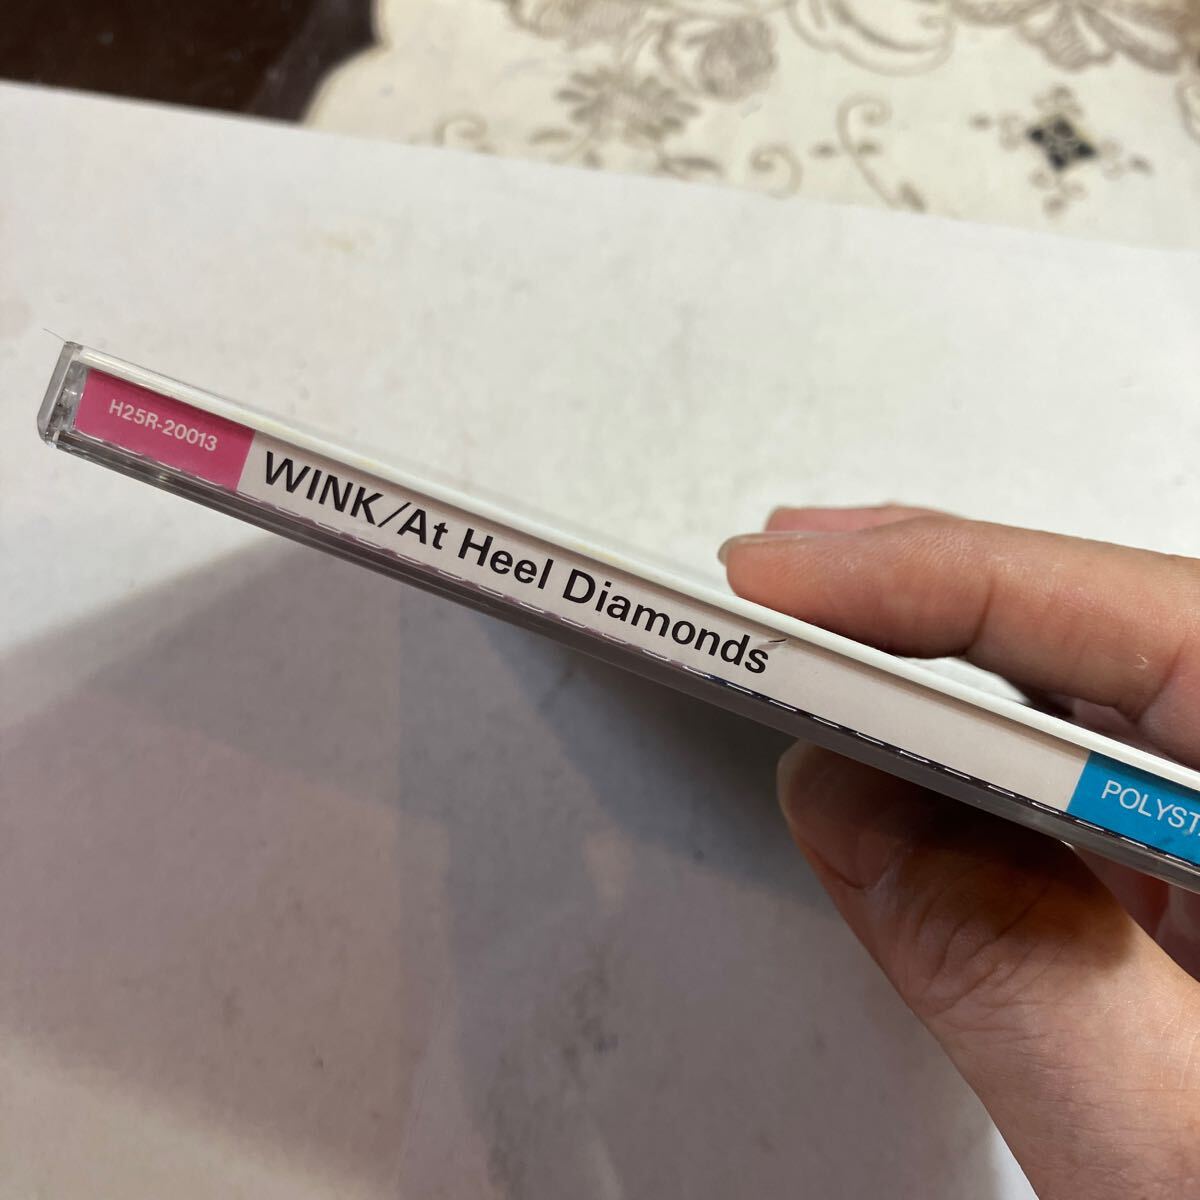 H25R-20013
WINK/At Heel Diamonds